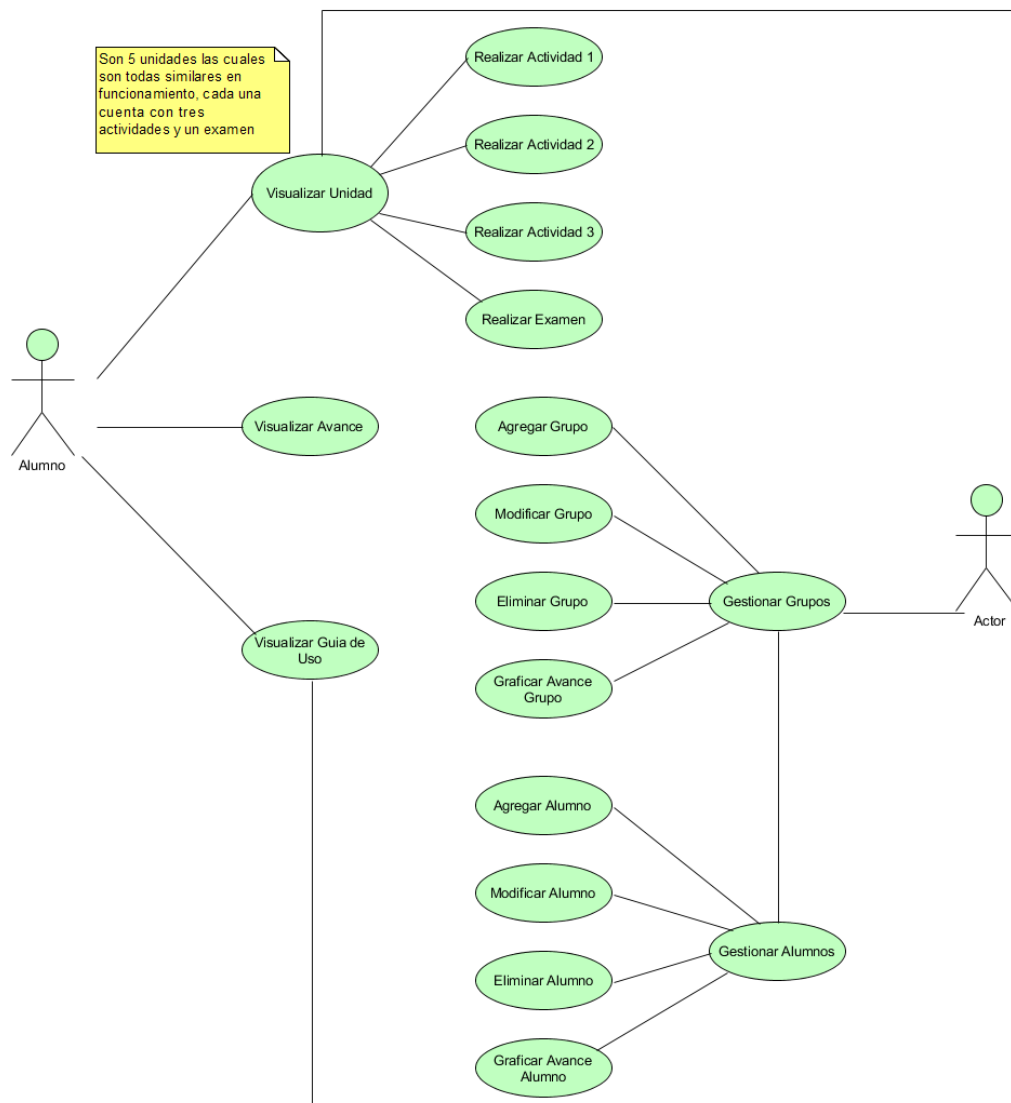 Son 5 unidades las cuales
son todas similares en
funcionamiento, cada una
cuenta con tres
actividades y un examen
Realizar Actividad 1
Realizar Actividad 2
Visualizar Unidad
Realizar Actividad 3
Realizar Examen
Alumno
Visualizar Avance
Agregar Grupo
Modificar Grupo
Eliminar Grupo
Gestionar Grupos
Actor
Visualizar Guia de
Uso
Graficar Avance
Grupo
Agregar Alumno
Modificar Alumno
Gestionar Alumnos
Eliminar Alumno
Graficar Avance
Alumno